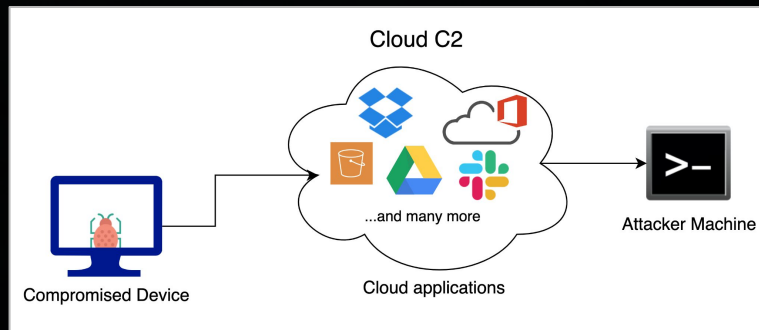 Cloud C2
...and many more
>_
Attacker Machine
Compromised Device
Cloud applications